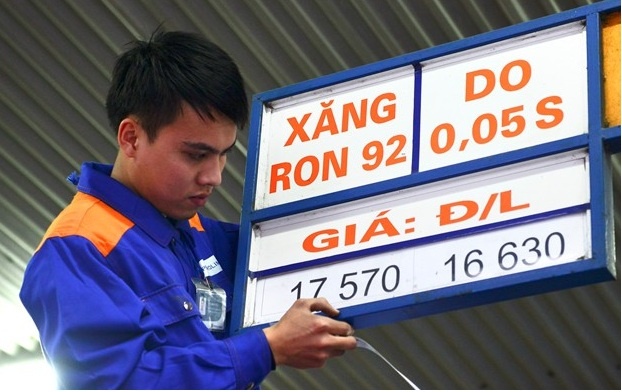 XĂNG
RON 92
DO
0,05 S
GIÁ: Đ/L
17 570
16 630